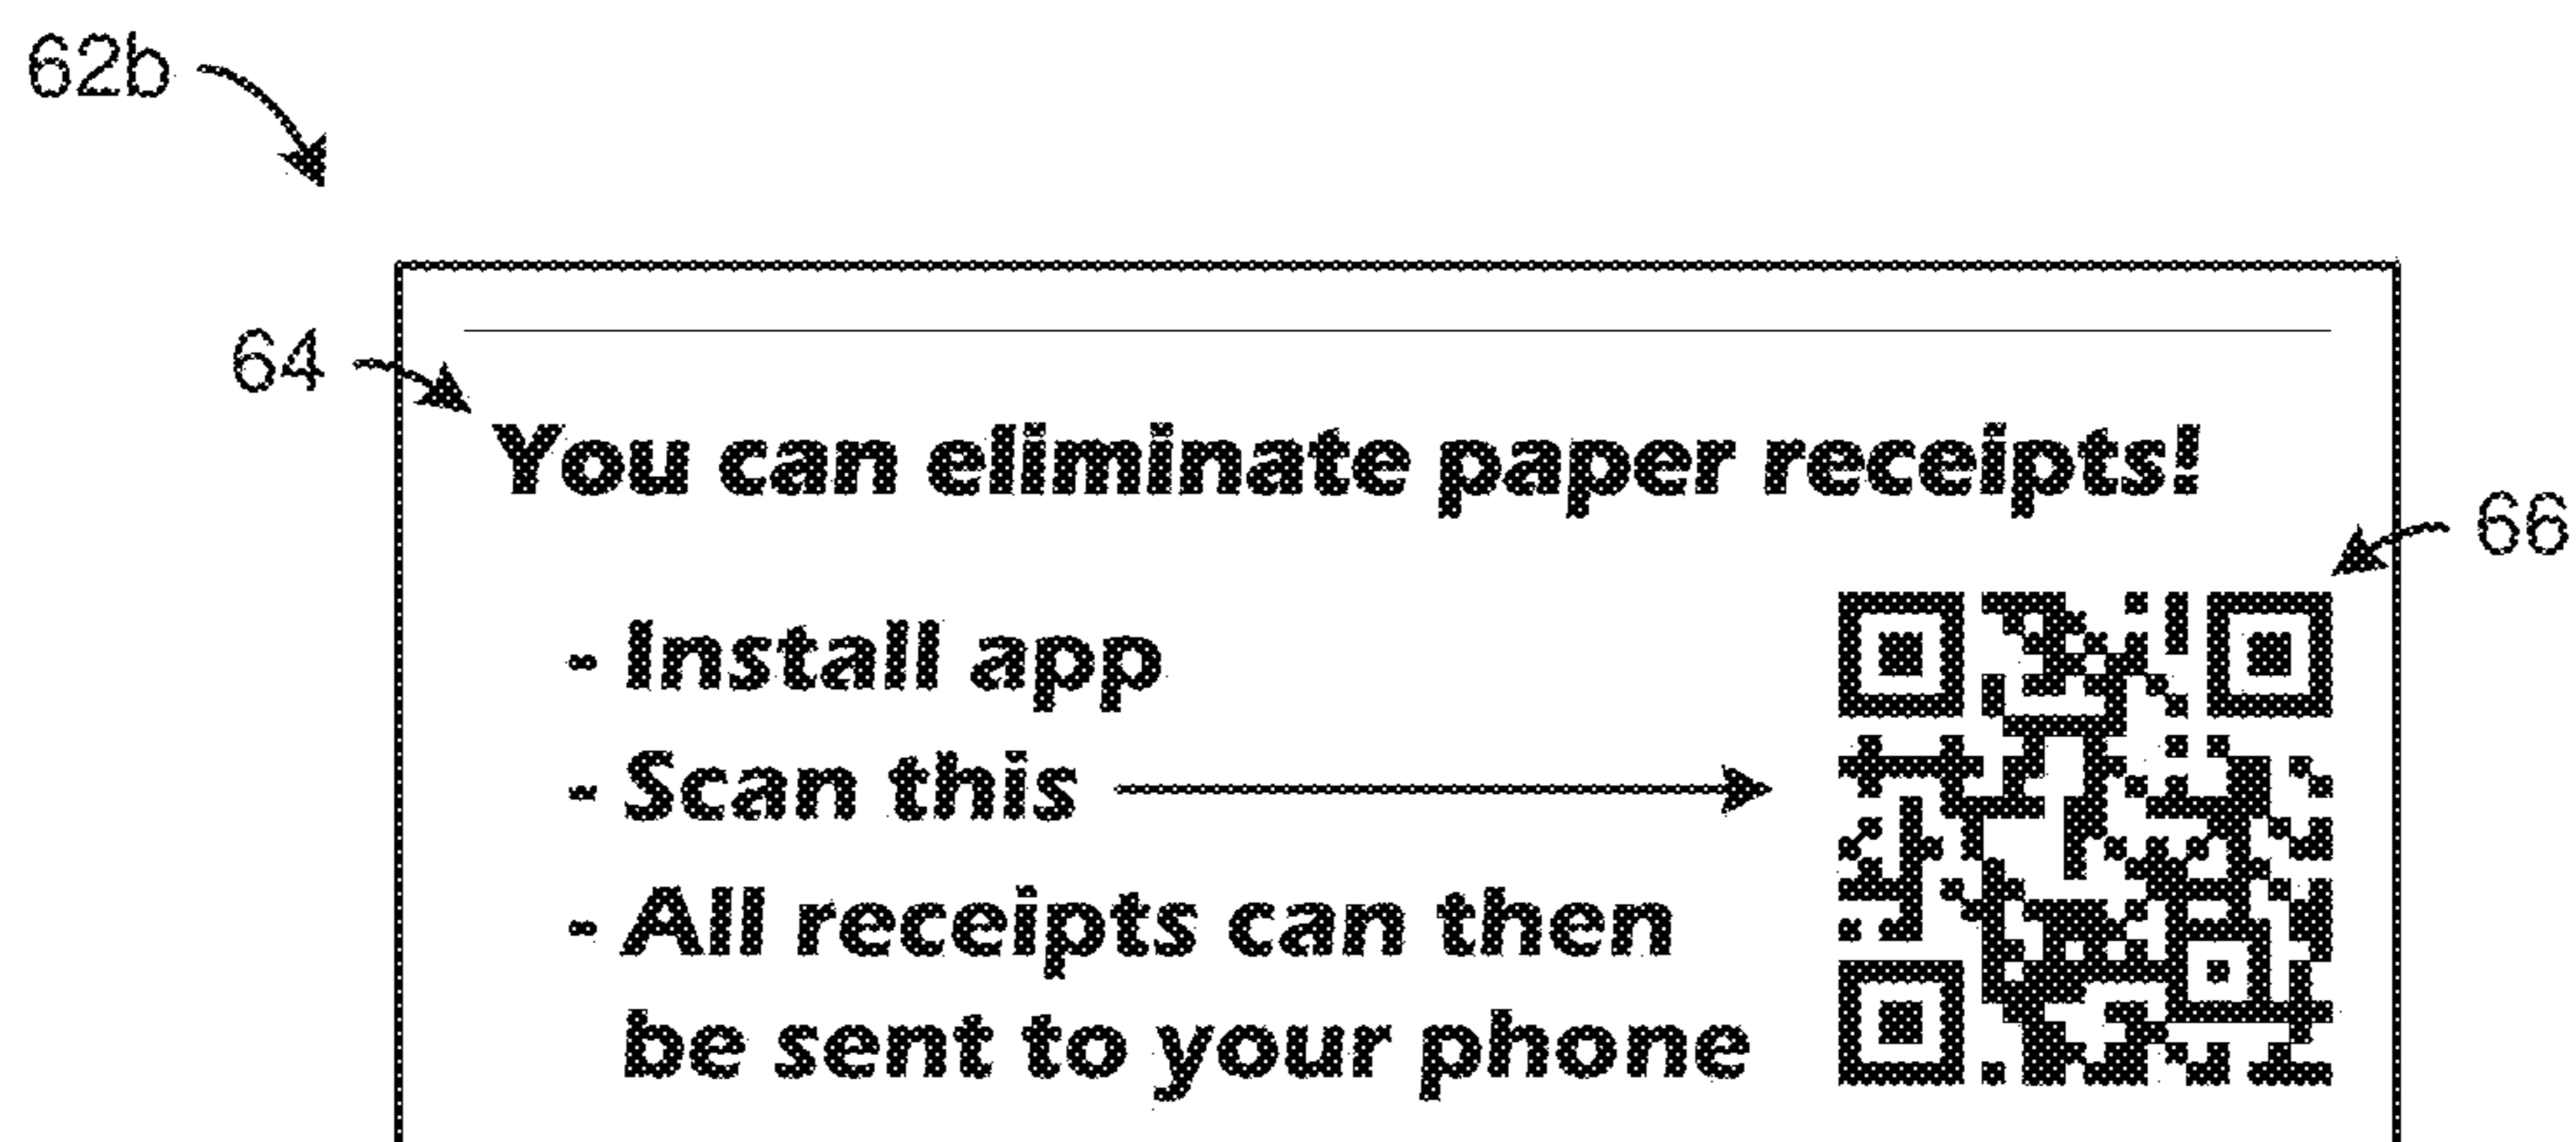 62b
64
You can eliminate paper receipts!
66
- Install app
- Scan this
- All receipts can then
be sent to your phone